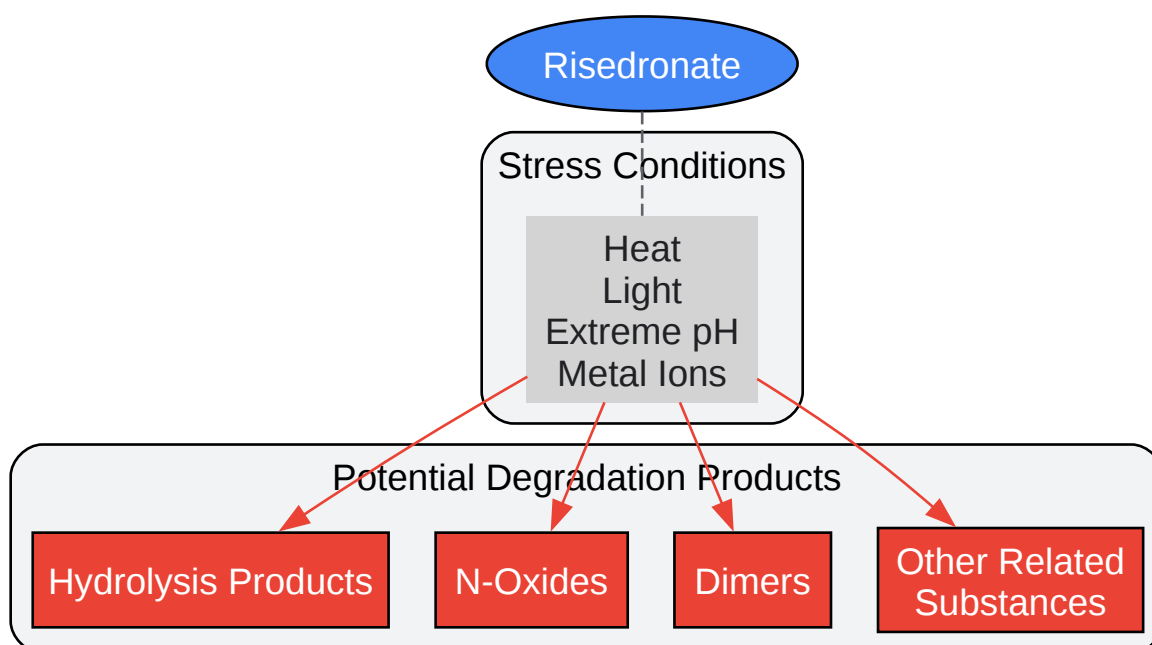 Risedronate
Stress Conditions
Heat
Light
Extreme pH
Metal Ions
Potential Degradation Products
Hydrolysis Products
N-Oxides
Dimers
Other Related
Substances